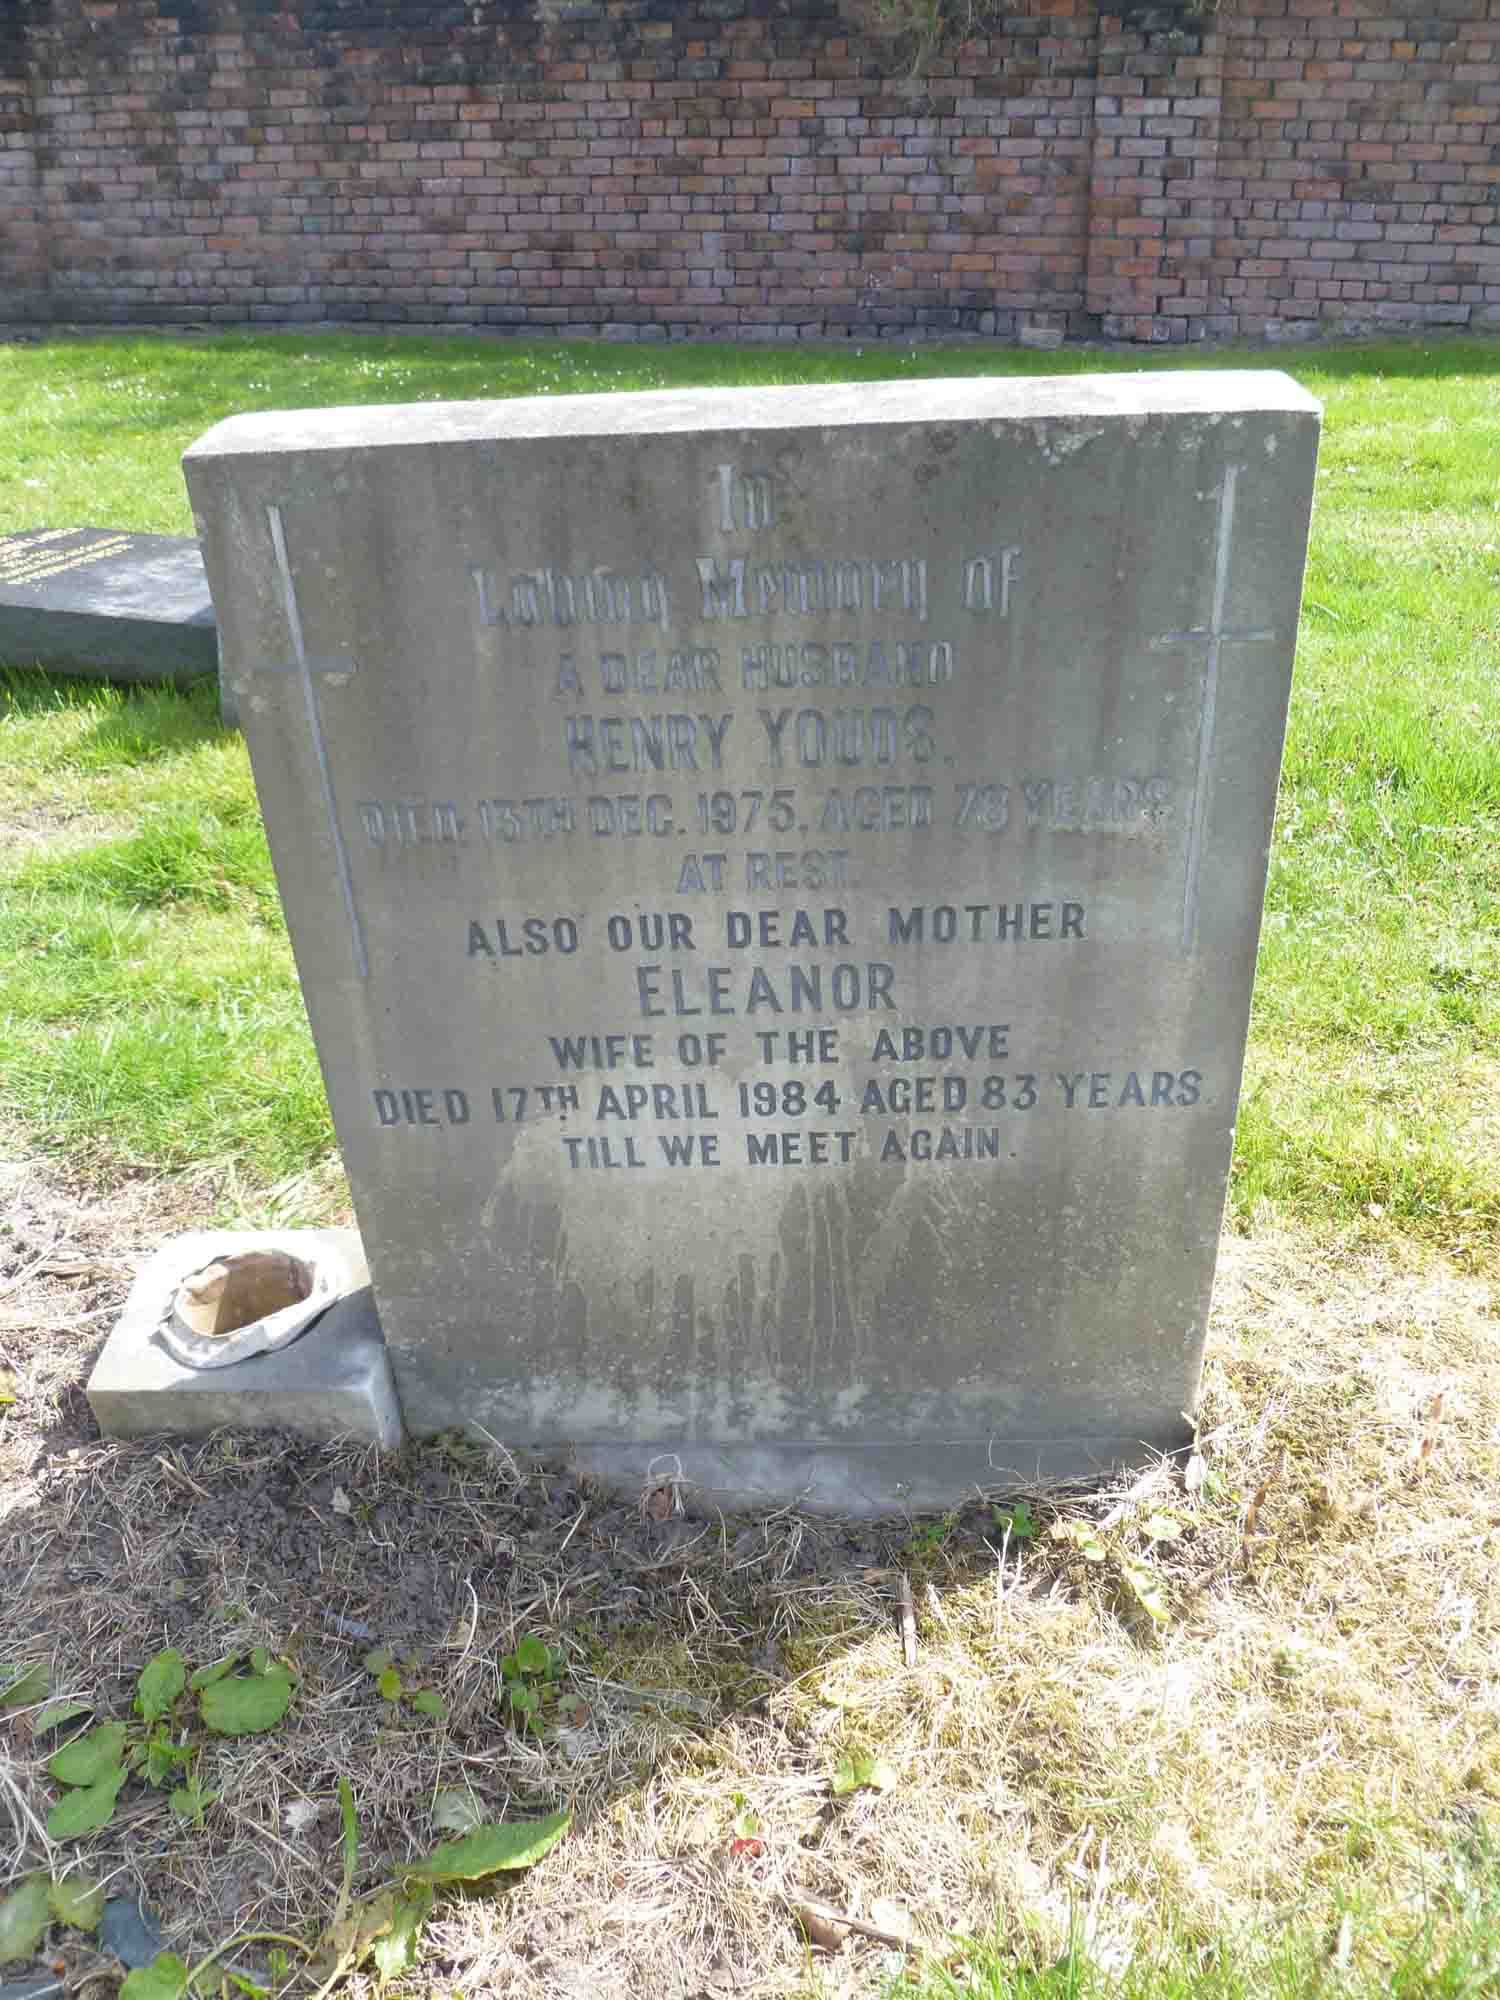 In
Loving Memory of
A DEAR HUSBAND
HENRY YOUDS.
DIED 13TH DEC. 1975, AGED 78 YEARS
AT REST.
ALSO OUR DEAR MOTHER
ELEANOR
WIFE OF THE ABOVE
DIED 17TH APRIL 1984 AGED 83 YEARS.
TILL WE MEET AGAIN.